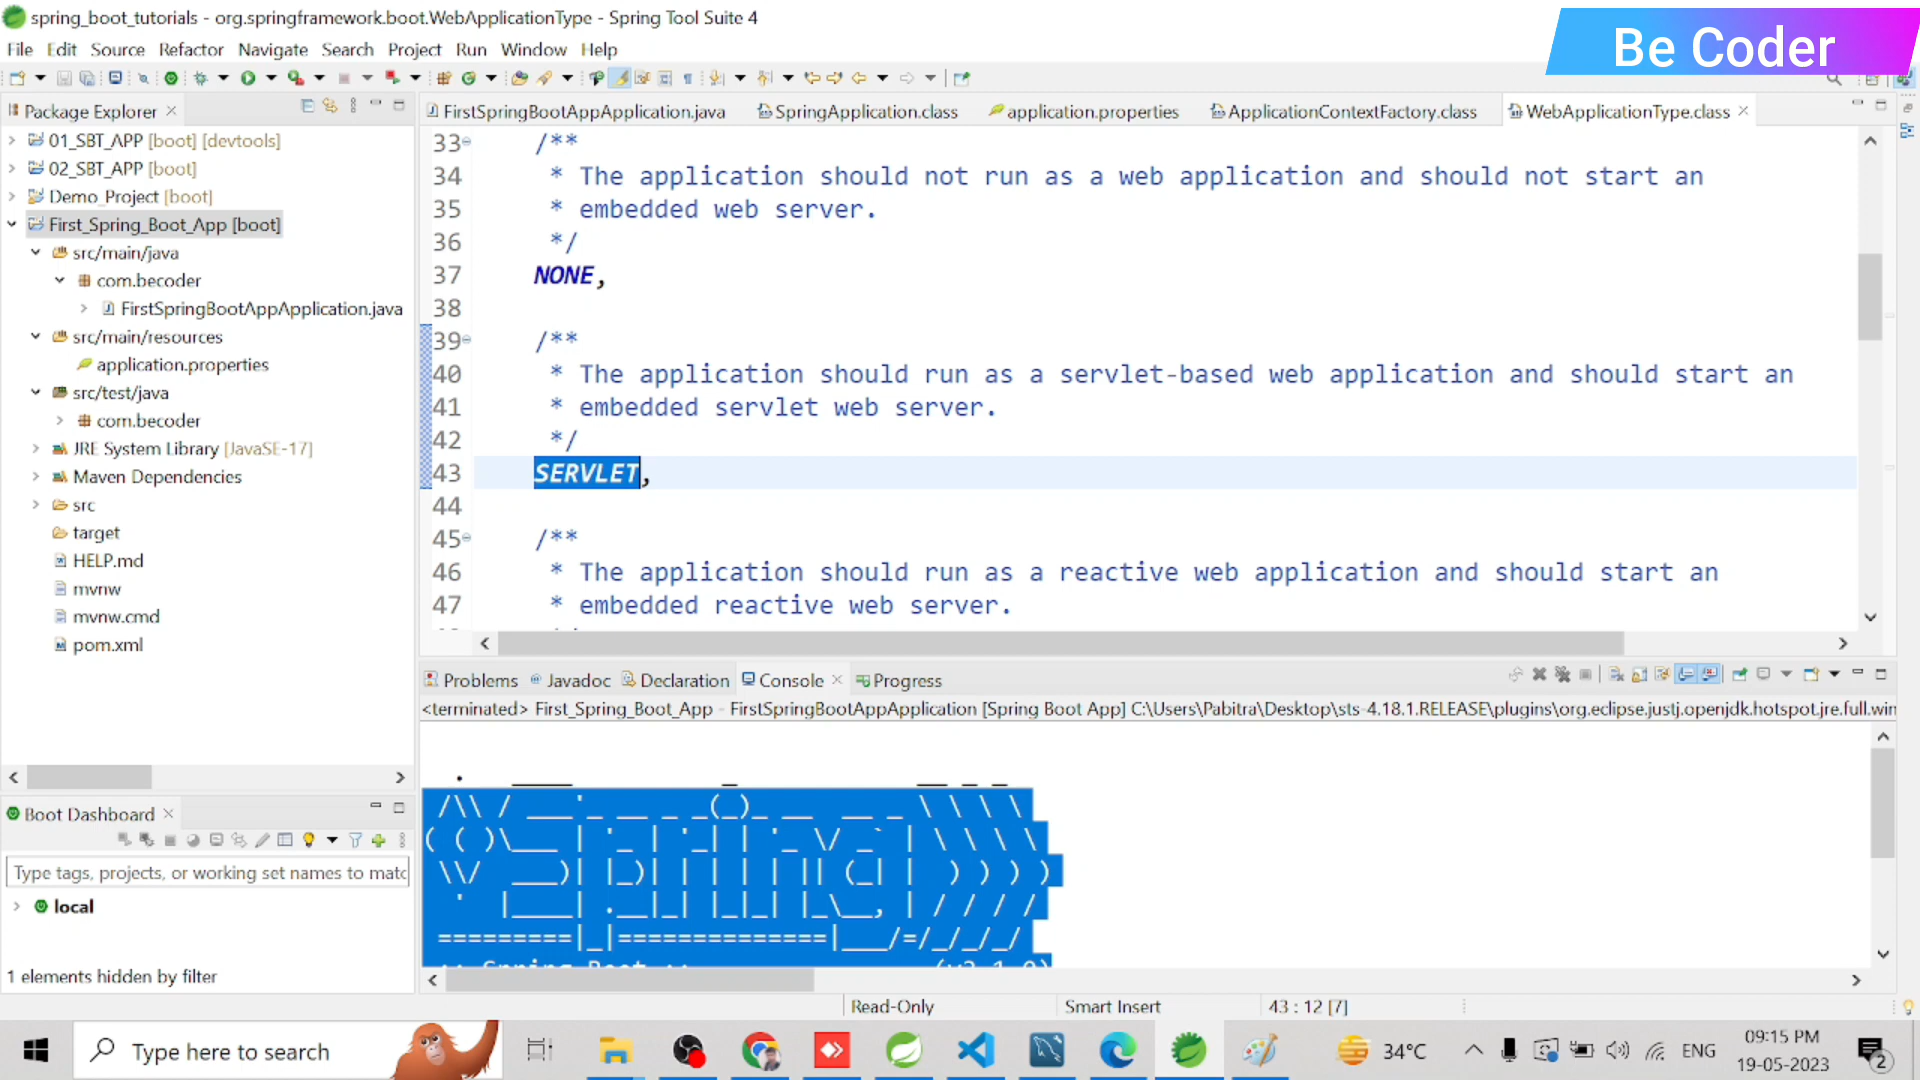 spring_boot_tutorials - org.springframework.boot.WebApplicationType - Spring Tool Suite 4
Be Coder
File Edit Source Refactor Navigate Search Project Run Window Help
Package Explorer
01_SBT_APP [boot] [devtools]
02_SBT_APP [boot]
Demo_Project [boot]
First_Spring_Boot_App [boot]
src/main/java
com.becoder
FirstSpringBootAppApplication.java
src/main/resources
application.properties
src/test/java
com.becoder
JRE System Library [JavaSE-17]
Maven Dependencies
src
target
HELP.md
mvnw
mvnw.cmd
pom.xml
FirstSpringBootAppApplication.java SpringApplication.class application.properties ApplicationContextFactory.class WebApplicationType.class
33 /**
34 * The application should not run as a web application and should not start an
35 * embedded web server.
36 */
37 NONE,
38
39 /**
40 * The application should run as a servlet-based web application and should start an
41 * embedded servlet web server.
42 */
43 SERVLET,
44
45 /**
46 * The application should run as a reactive web application and should start an
47 * embedded reactive web server.
Problems Javadoc Declaration Console Progress
<terminated> First_Spring_Boot_App - FirstSpringBootAppApplication [Spring Boot App] C:\Users\Pabitra\Desktop\sts-4.18.1.RELEASE\plugins\org.eclipse.justj.openjdk.hotspot.jre.full.win
Spring
Boot Dashboard
Type tags, projects, or working set names to matc
local
1 elements hidden by filter
Read-Only Smart Insert 43 : 12 [7]
Type here to search
34°C ENG 09:15 PM
19-05-2023
2